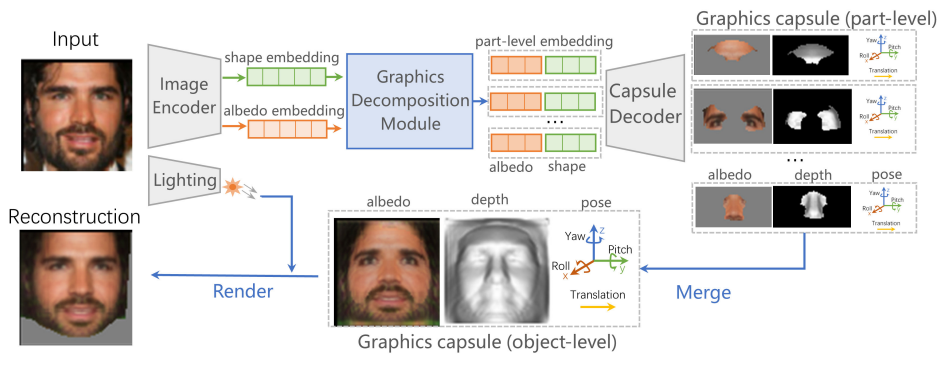 Input
Image
Encoder
shape embedding
albedo embedding
Graphics
Decomposition
Module
part-level embedding
...
albedo shape
Capsule
Decoder
Graphics capsule (part-level)
Yaw
z
Pitch
y
Roll
x
Translation
Yaw
z
Pitch
y
Roll
x
Translation
...
albedo depth pose
Yaw
z
Pitch
y
Roll
x
Translation
Lighting
Reconstruction
Render
albedo depth pose
Yaw
z
Pitch
y
Roll
x
Translation
Graphics capsule (object-level)
Merge